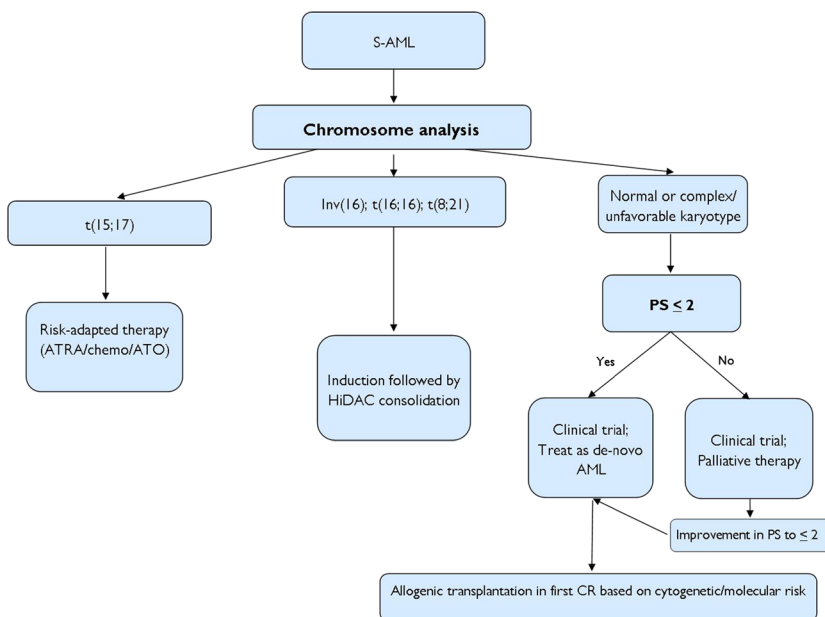 S-AML
Chromosome analysis
t(15;17)
Inv(16); t(16;16); t(8;21)
Normal or complex/
unfavorable karyotype
Risk-adapted therapy
(ATRA/chemo/ATO)
Induction followed by
HiDAC consolidation
PS ≤ 2
Yes
No
Clinical trial;
Treat as de-novo
AML
Clinical trial;
Palliative therapy
Improvement in PS to ≤ 2
Allogenic transplantation in first CR based on cytogenetic/molecular risk